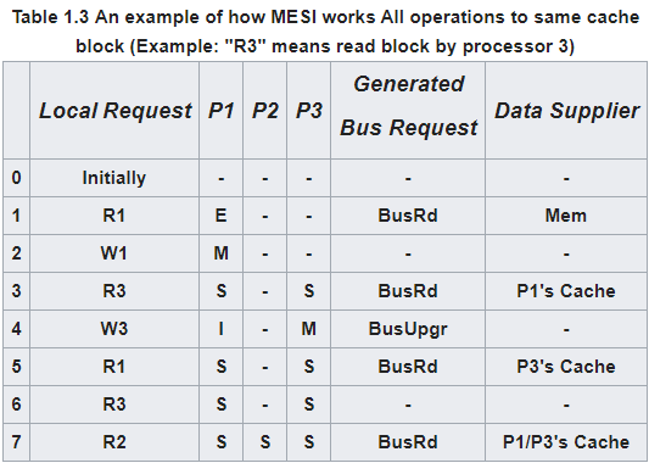 Table 1.3 An example of how MESI works All operations to same cache
block (Example: "R3" means read block by processor 3)
Local Request P1 P2 P3 Generated Bus Request Data Supplier
0 Initially - - - - -
1 R1 E - - BusRd Mem
2 W1 M - - - -
3 R3 S - S BusRd P1's Cache
4 W3 I - M BusUpgr -
5 R1 S - S BusRd P3's Cache
6 R3 S - S - -
7 R2 S S S BusRd P1/P3's Cache